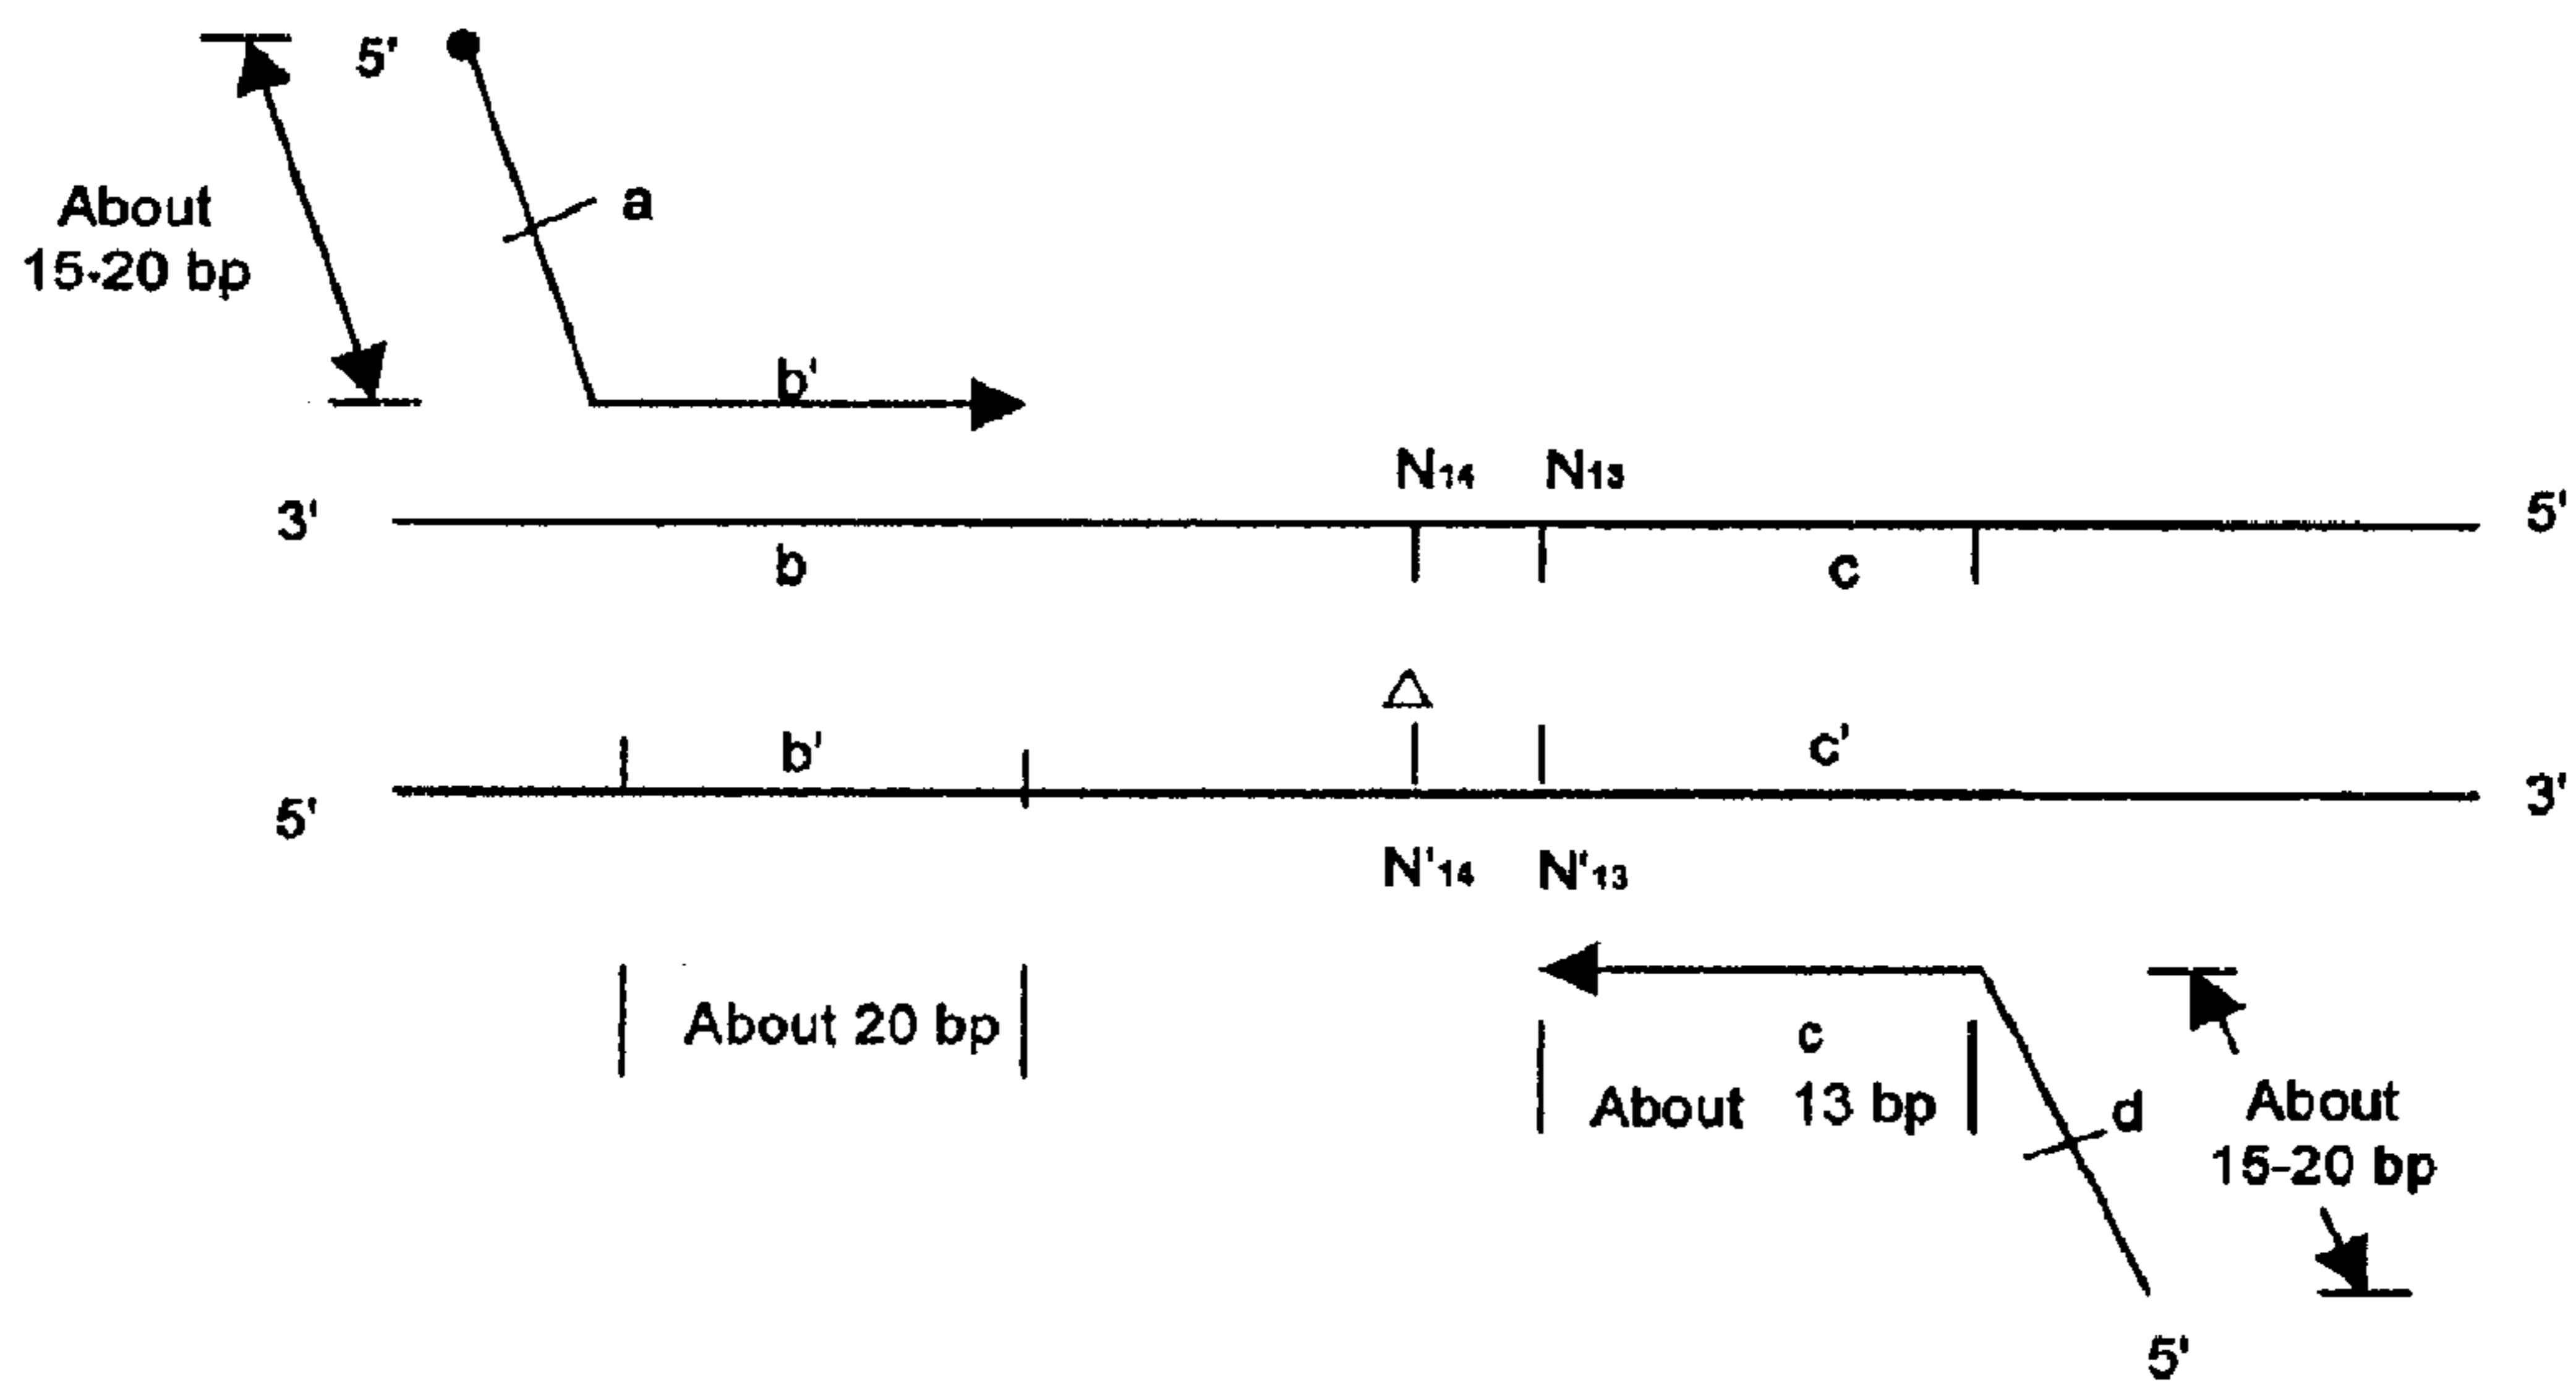 5'
a
About
15-20 bp
b'
N14 N13
3' 5'
b c
b' c'
5' 3'
N'14 N'13
About 20 bp
c
About 13 bp
d
About
15-20 bp
5'